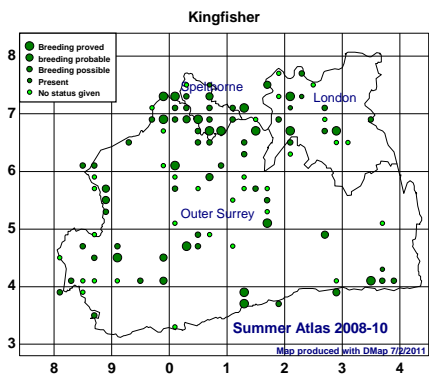 Kingfisher
8
Breeding proved
breeding probable
Breeding possible
Present
No status given
Spelthorne
London
7
6
5
Outer Surrey
4
Summer Atlas 2008-10
Map produced with DMap 7/2/2011
3
8 9 0 1 2 3 4